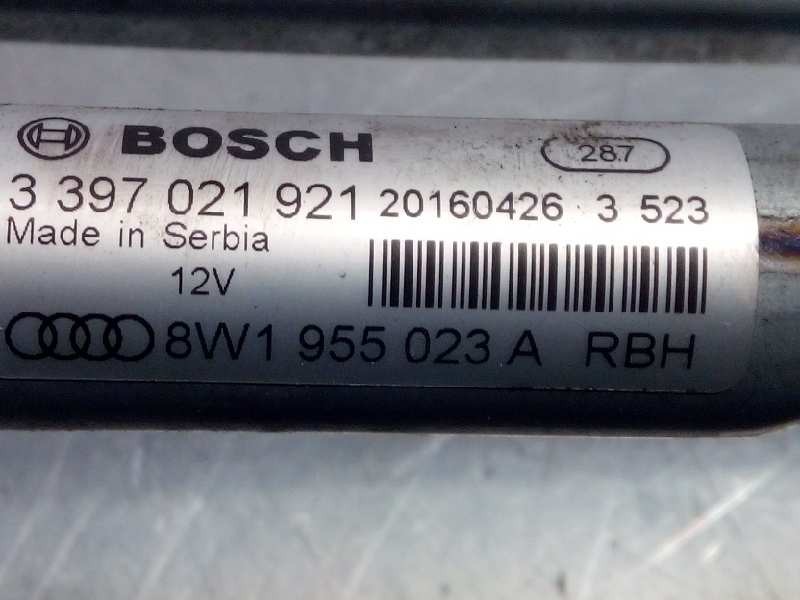 BOSCH 287
3 397 021 921 20160426 3 523
Made in Serbia
12V
8W1 955 023 A RBH